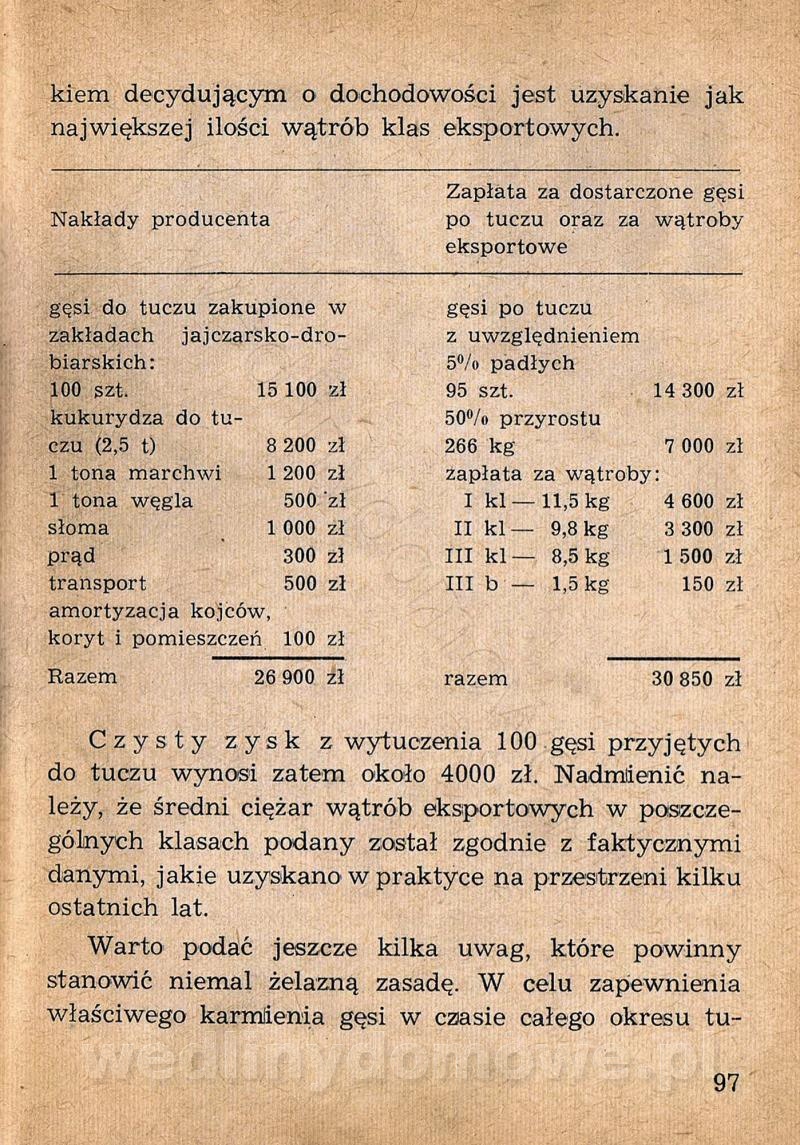 kiem decydującym o dochodowości jest uzyskanie jak
największej ilości wątrób klas eksportowych.
Nakłady producenta
Zapłata za dostarczone gęsi
po tuczu oraz za wątroby
eksportowe
gęsi do tuczu zakupione w
zakładach jajczarsko-dro-
biarskich:
100 szt. 15 100 zł
kukurydza do tu-
czu (2,5 t) 8 200 zł
1 tona marchwi 1 200 zł
1 tona węgla 500 zł
słoma 1 000 zł
prąd 300 zł
transport 500 zł
amortyzacja kojców,
koryt i pomieszczeń 100 zł
Razem 26 900 zł
gęsi po tuczu
z uwzględnieniem
5% padłych
95 szt. 14 300 zł
50% przyrostu
266 kg 7 000 zł
zapłata za wątroby:
I kl — 11,5 kg 4 600 zł
II kl — 9,8 kg 3 300 zł
III kl — 8,5 kg 1 500 zł
III b — 1,5 kg 150 zł
razem 30 850 zł
Czysty zysk z wytuczenia 100 gęsi przyjętych
do tuczu wynosi zatem około 4000 zł. Nadmienić na-
leży, że średni ciężar wątrób eksportowych w poszcze-
gólnych klasach podany został zgodnie z faktycznymi
danymi, jakie uzyskano w praktyce na przestrzeni kilku
ostatnich lat.
Warto podać jeszcze kilka uwag, które powinny
stanowić niemal żelazną zasadę. W celu zapewnienia
właściwego karmienia gęsi w czasie całego okresu tu-
wedlinydomowe.pl
97